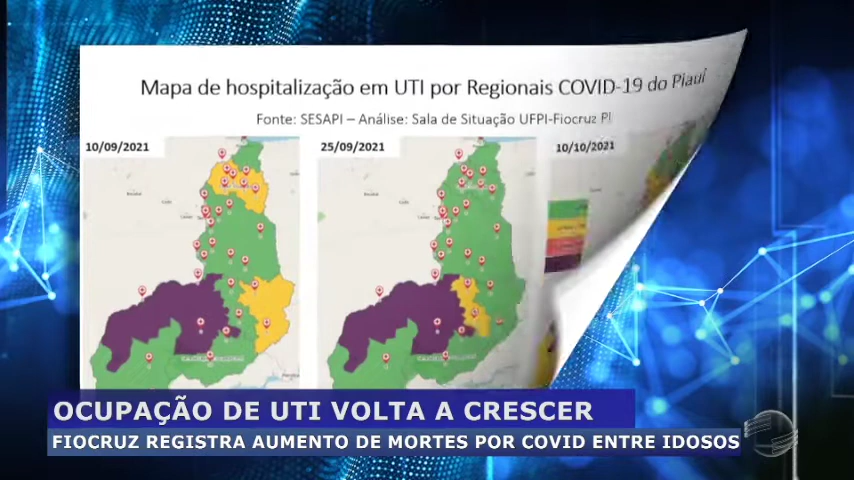 Mapa de hospitalização em UTI por Regionais COVID-19 do Piauí
Fonte: SESAPI – Análise: Sala de Situação UFPI-Fiocruz PI
10/09/2021
25/09/2021
10/10/2021
OCUPAÇÃO DE UTI VOLTA A CRESCER
FIOCRUZ REGISTRA AUMENTO DE MORTES POR COVID ENTRE IDOSOS